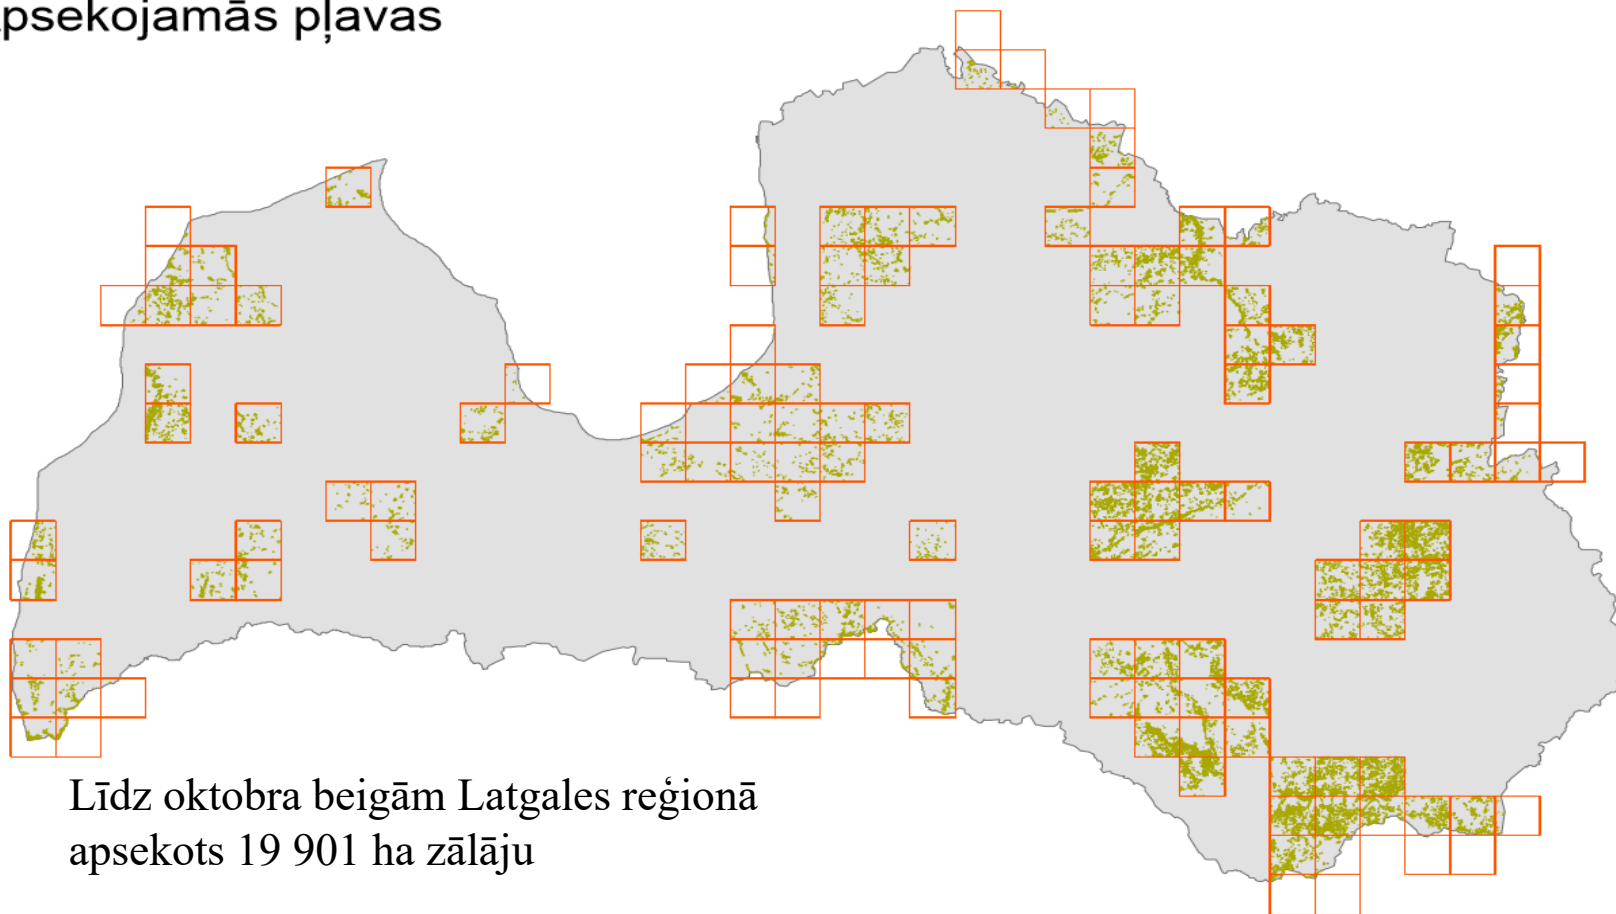 psekojamās pļavas
Līdz oktobra beigām Latgales reģionā
apsekots 19 901 ha zālāju